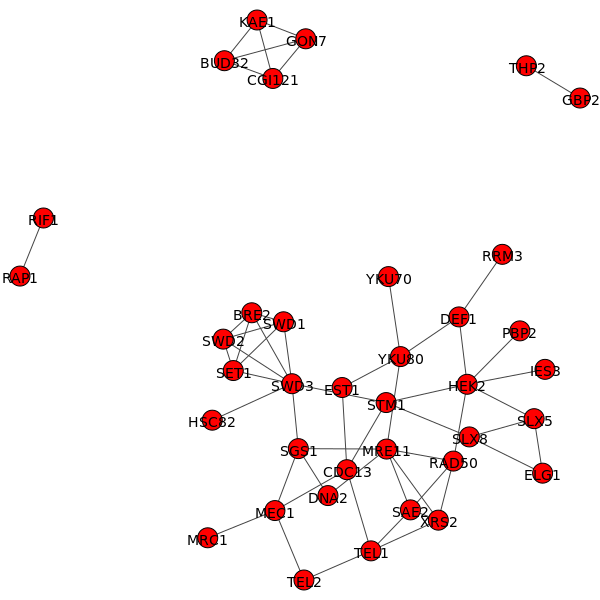 KAE1
GON7
BUD32
CGI121
THP2
GBP2
RIF1
RAP1
RRM3
YKU70
BRE2
SWD1
DEF1
PBP2
SWD2
YKU80
IES3
SET1
SWD3
EST1
HEK2
STM1
HSC82
SLX5
SLX8
SGS1
MRE11
RAD50
CDC13
ELG1
DNA2
MEC1
SAE2
XRS2
MRC1
TEL1
TEL2